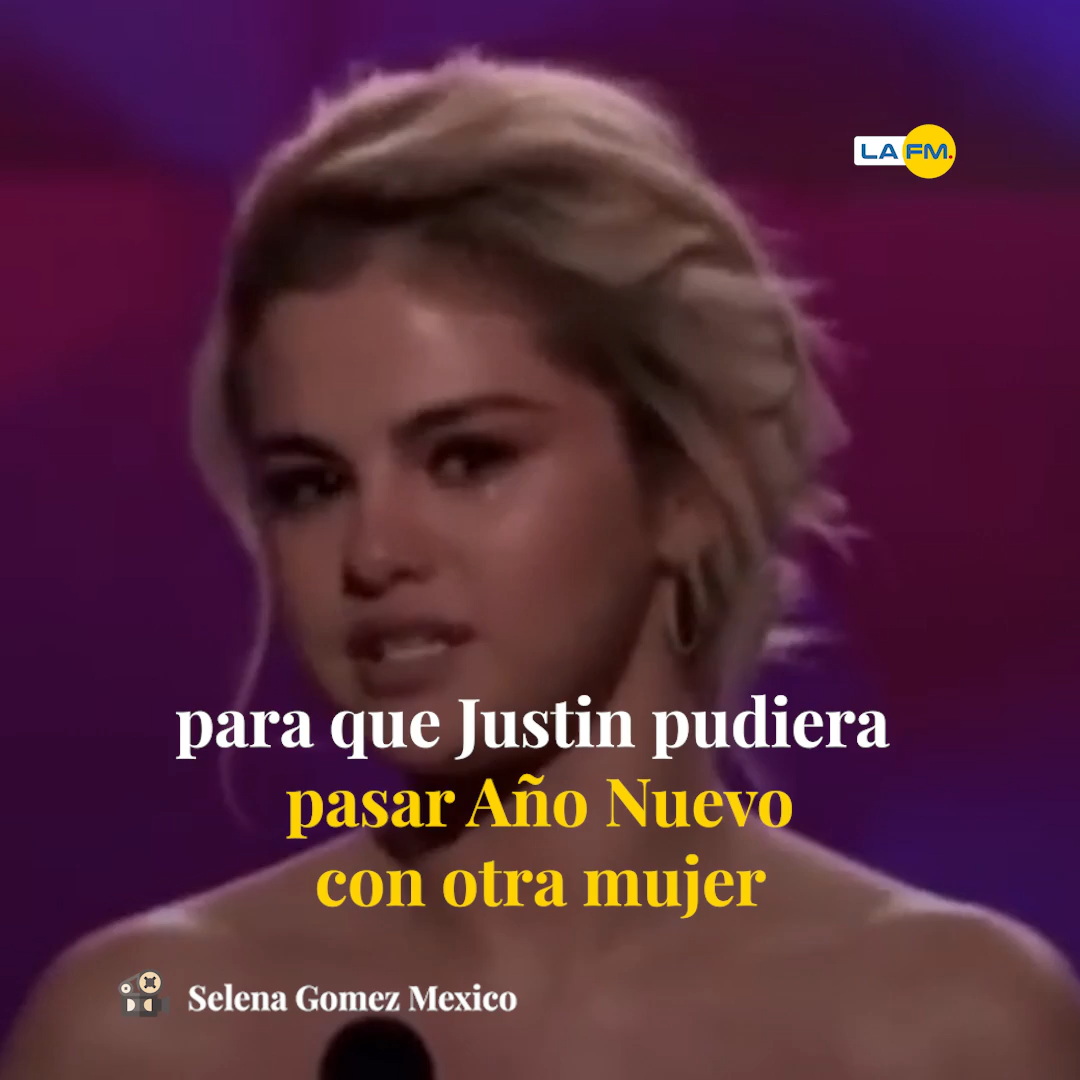 LA FM.
para que Justin pudiera
pasar Año Nuevo
con otra mujer
Selena Gomez Mexico